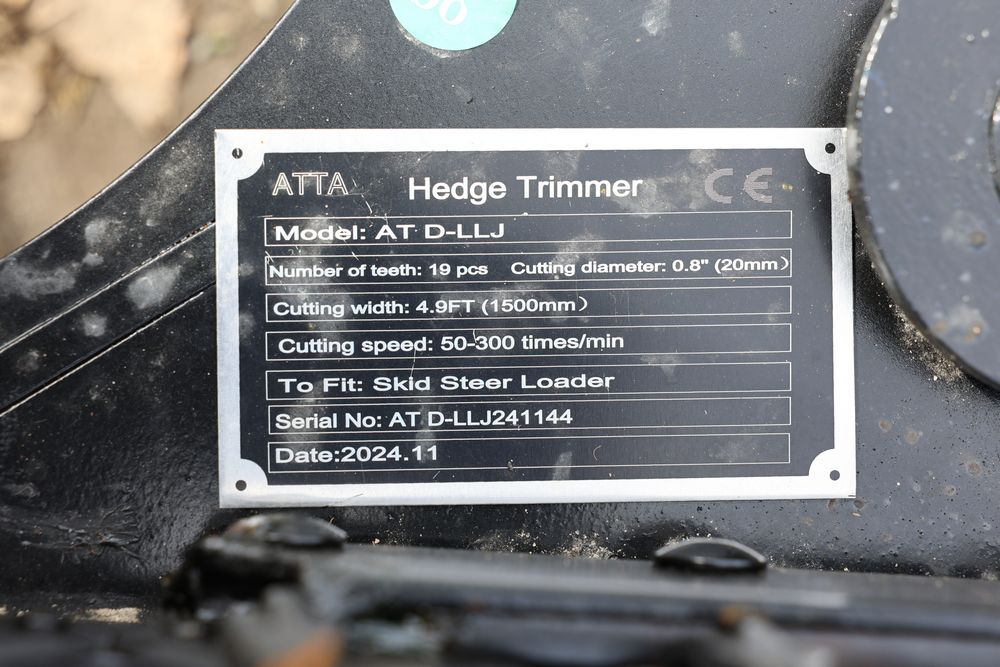 ATTA Hedge Trimmer CE
Model: AT D-LLJ
Number of teeth: 19 pcs Cutting diameter: 0.8" (20mm)
Cutting width: 4.9FT (1500mm)
Cutting speed: 50-300 times/min
To Fit: Skid Steer Loader
Serial No: AT D-LLJ241144
Date:2024.11